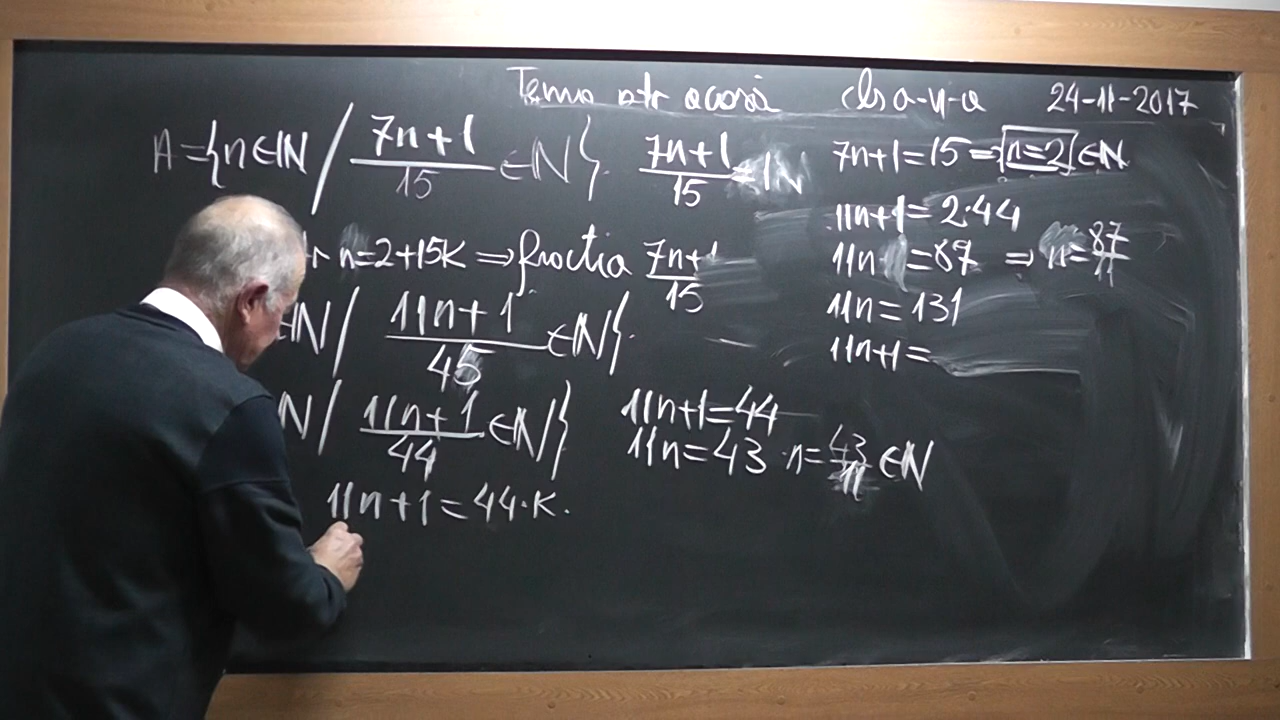 Temă ptr acasă cls a-V-a 24-11-2017
A={n∈ℕ / (7n+1)/15 ∈ℕ}. (7n+1)/15 = ℕ
7n+1=15 ⇒ n=2 ∈ℕ
11n+1=2·44
n=2+15K ⇒ fractia (7n+1)/15
11n =87 ⇒ n=87/11
∈ℕ / (11n+1)/45 ∈ℕ}.
11n=131
11n+1=
ℕ / (11n+1)/44 ∈ℕ}
11n+1=44
11n=43 n=43/11 ∈ℕ
11n+1=44·K.